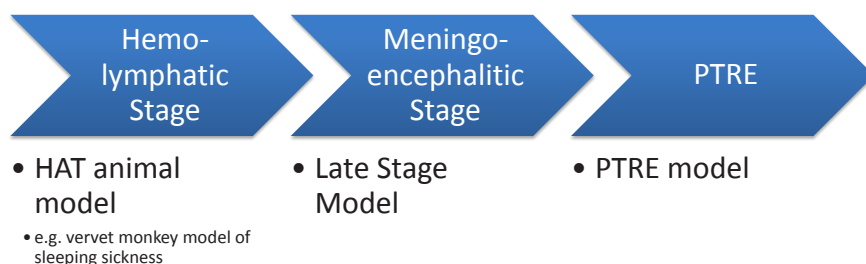 Hemo-
lymphatic
Stage
Meningo-
encephalitic
Stage
PTRE
• HAT animal
model
• e.g. vervet monkey model of
sleeping sickness
• Late Stage
Model
• PTRE model